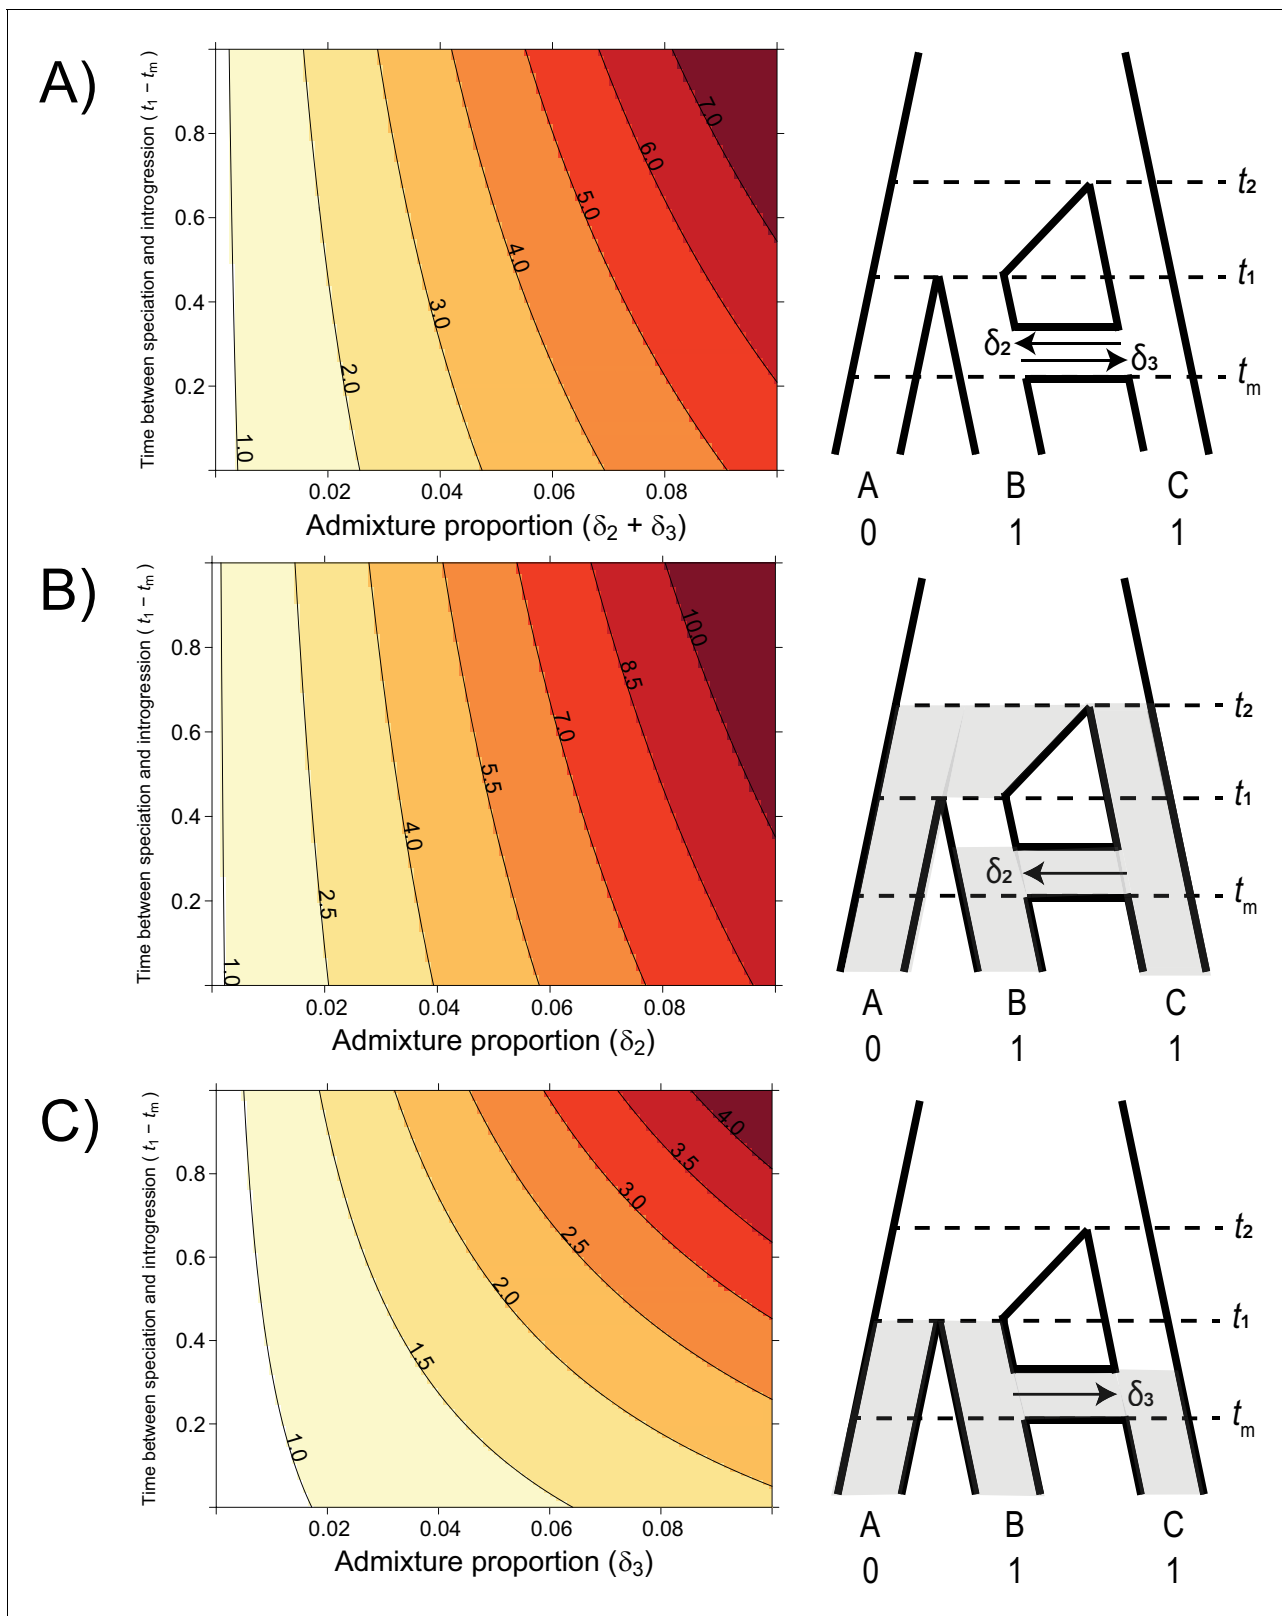 A)
Time between speciation and introgression ( t₁ − tₘ )
0.8
0.6
0.4
0.2
1.0
2.0
3.0
4.0
5.0
6.0
7.0
0.02
0.04
0.06
0.08
Admixture proportion (δ₂ + δ₃)
t₂
t₁
δ₂
δ₃
tₘ
A B C
0 1 1
B)
Time between speciation and introgression ( t₁ − tₘ )
0.8
0.6
0.4
0.2
1.0
2.5
4.0
5.5
7.0
8.5
10.0
0.02
0.04
0.06
0.08
Admixture proportion (δ₂)
t₂
t₁
δ₂
tₘ
A B C
0 1 1
C)
Time between speciation and introgression ( t₁ − tₘ )
0.8
0.6
0.4
0.2
1.0
1.5
2.0
2.5
3.0
3.5
4.0
0.02
0.04
0.06
0.08
Admixture proportion (δ₃)
t₂
t₁
δ₃
tₘ
A B C
0 1 1